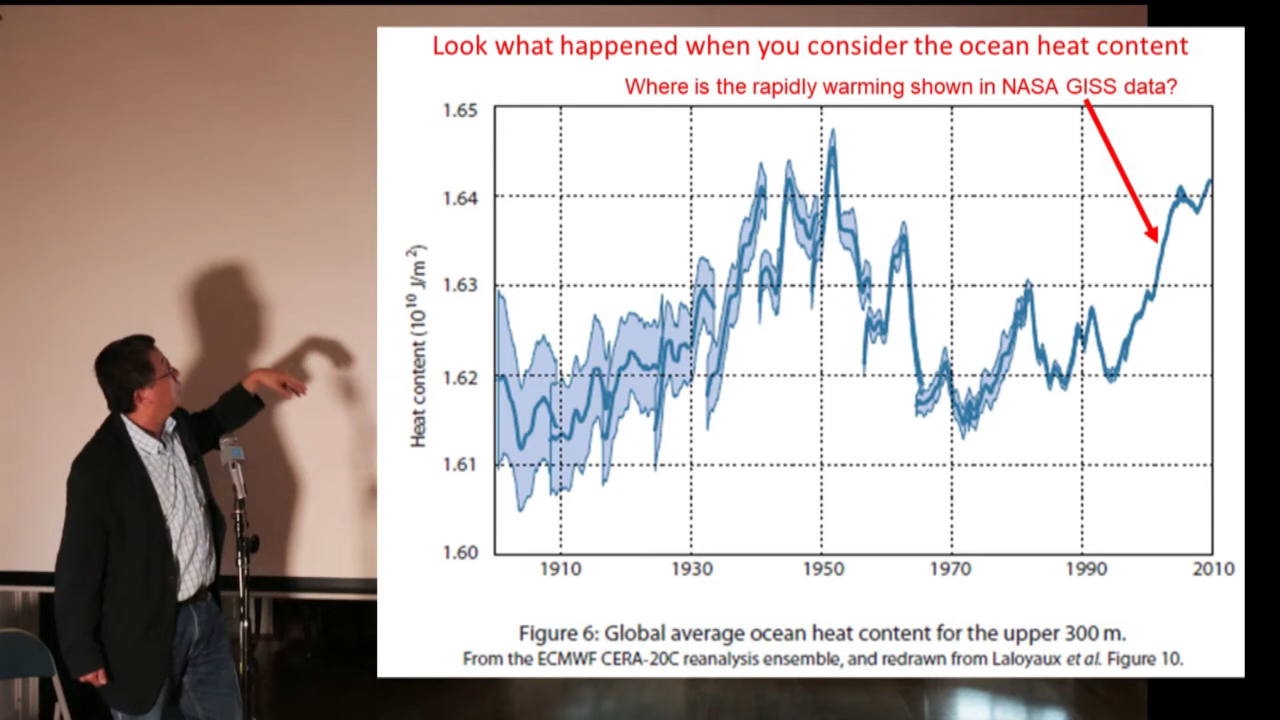 Look what happened when you consider the ocean heat content
Where is the rapidly warming shown in NASA GISS data?
1.65
1.64
1.63
1.62
1.61
1.60
Heat content (10¹⁰ J/m²)
1910 1930 1950 1970 1990 2010
Figure 6: Global average ocean heat content for the upper 300 m.
From the ECMWF CERA-20C reanalysis ensemble, and redrawn from Laloyaux et al. Figure 10.